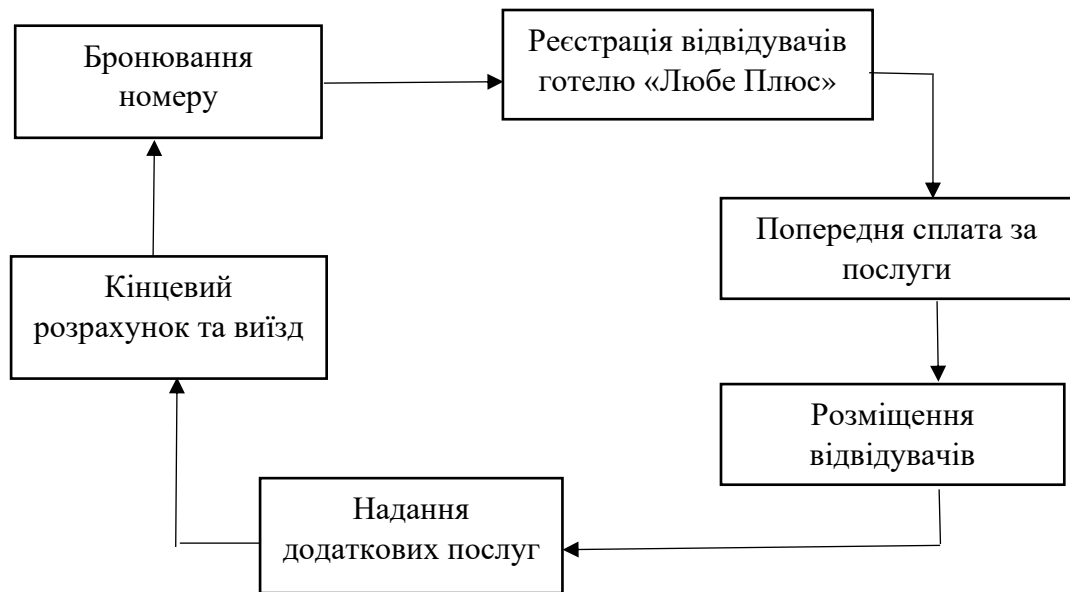 Бронювання
номеру
Реєстрація відвідувачів
готелю «Любе Плюс»
Попередня сплата за
послуги
Розміщення
відвідувачів
Надання
додаткових послуг
Кінцевий
розрахунок та виїзд